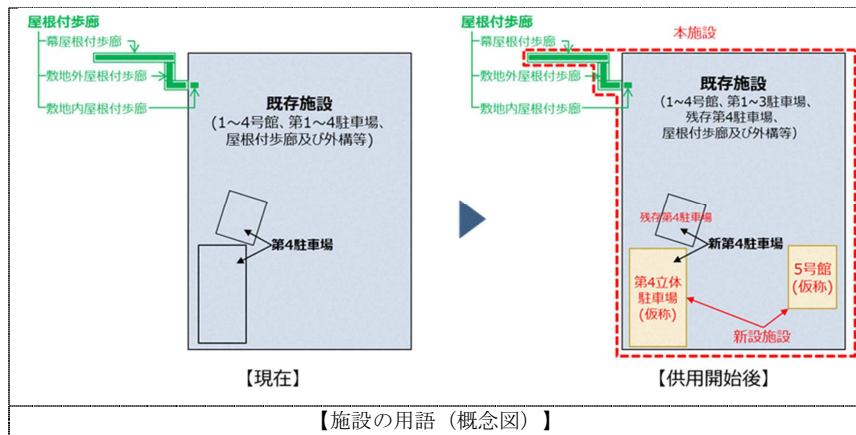 屋根付歩廊
幕屋根付歩廊
敷地外屋根付歩廊
敷地内屋根付歩廊
既存施設
(1~4号館、第1~4駐車場、
屋根付歩廊及び外構等)
第4駐車場
【現在】
屋根付歩廊
幕屋根付歩廊
敷地外屋根付歩廊
敷地内屋根付歩廊
本施設
既存施設
(1~4号館、第1~3駐車場、
残存第4駐車場、
屋根付歩廊及び外構等)
残存第4駐車場
新第4駐車場
第4立体
駐車場
(仮称)
5号館
(仮称)
新設施設
【供用開始後】
【施設の用語（概念図）】